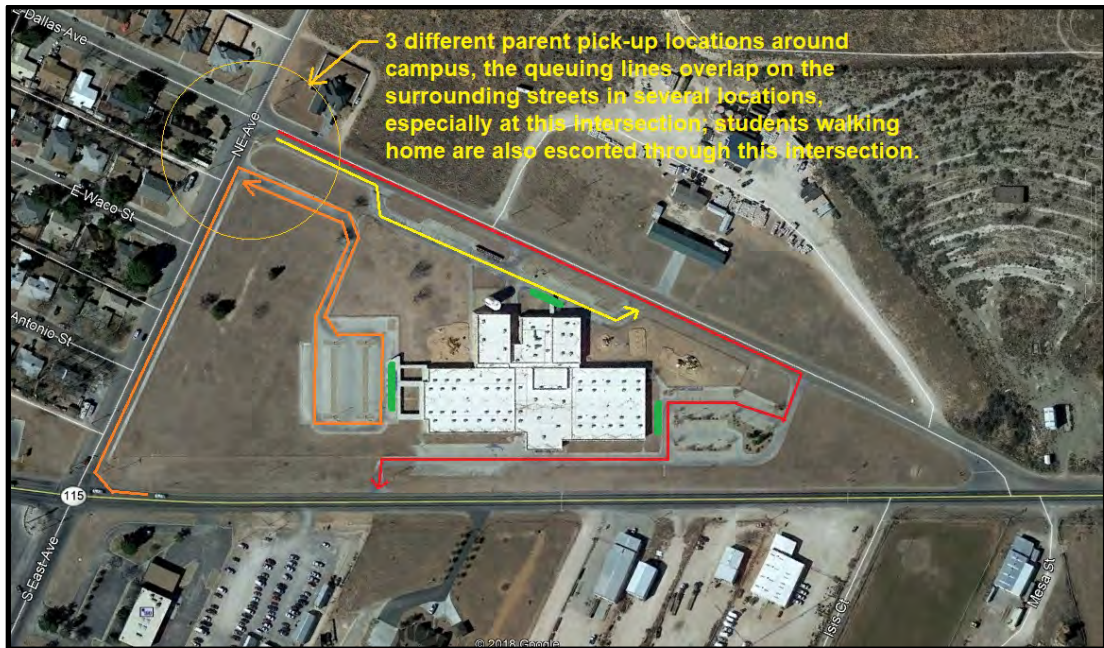 E Dallas Ave
3 different parent pick-up locations around
campus, the queuing lines overlap on the
surrounding streets in several locations,
especially at this intersection; students walking
home are also escorted through this intersection.
NE Ave
E Waco St
Antonio St
115
S East Ave
Isis Ct
Mesa St
© 2018 Google